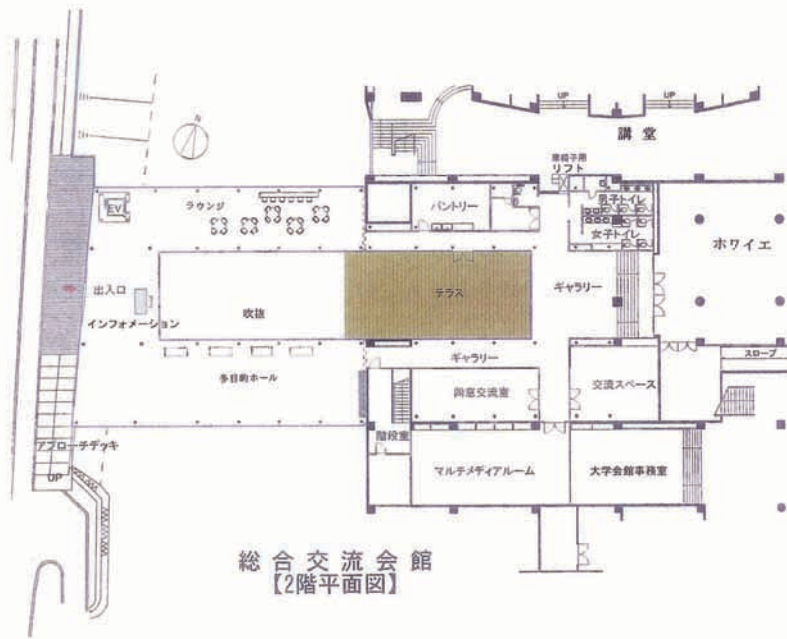 UP
UP
講堂
N
車椅子用
リフト
EV
ラウンジ
パントリー
男子トイレ
女子トイレ
ホワイエ
出入口
テラス
ギャラリー
吹抜
インフォメーション
ギャラリー
スロープ
多目的ホール
同窓交流室
交流スペース
アプローチデッキ
階段室
UP
マルチメディアルーム
大学会館事務室
総合交流会館
【2階平面図】